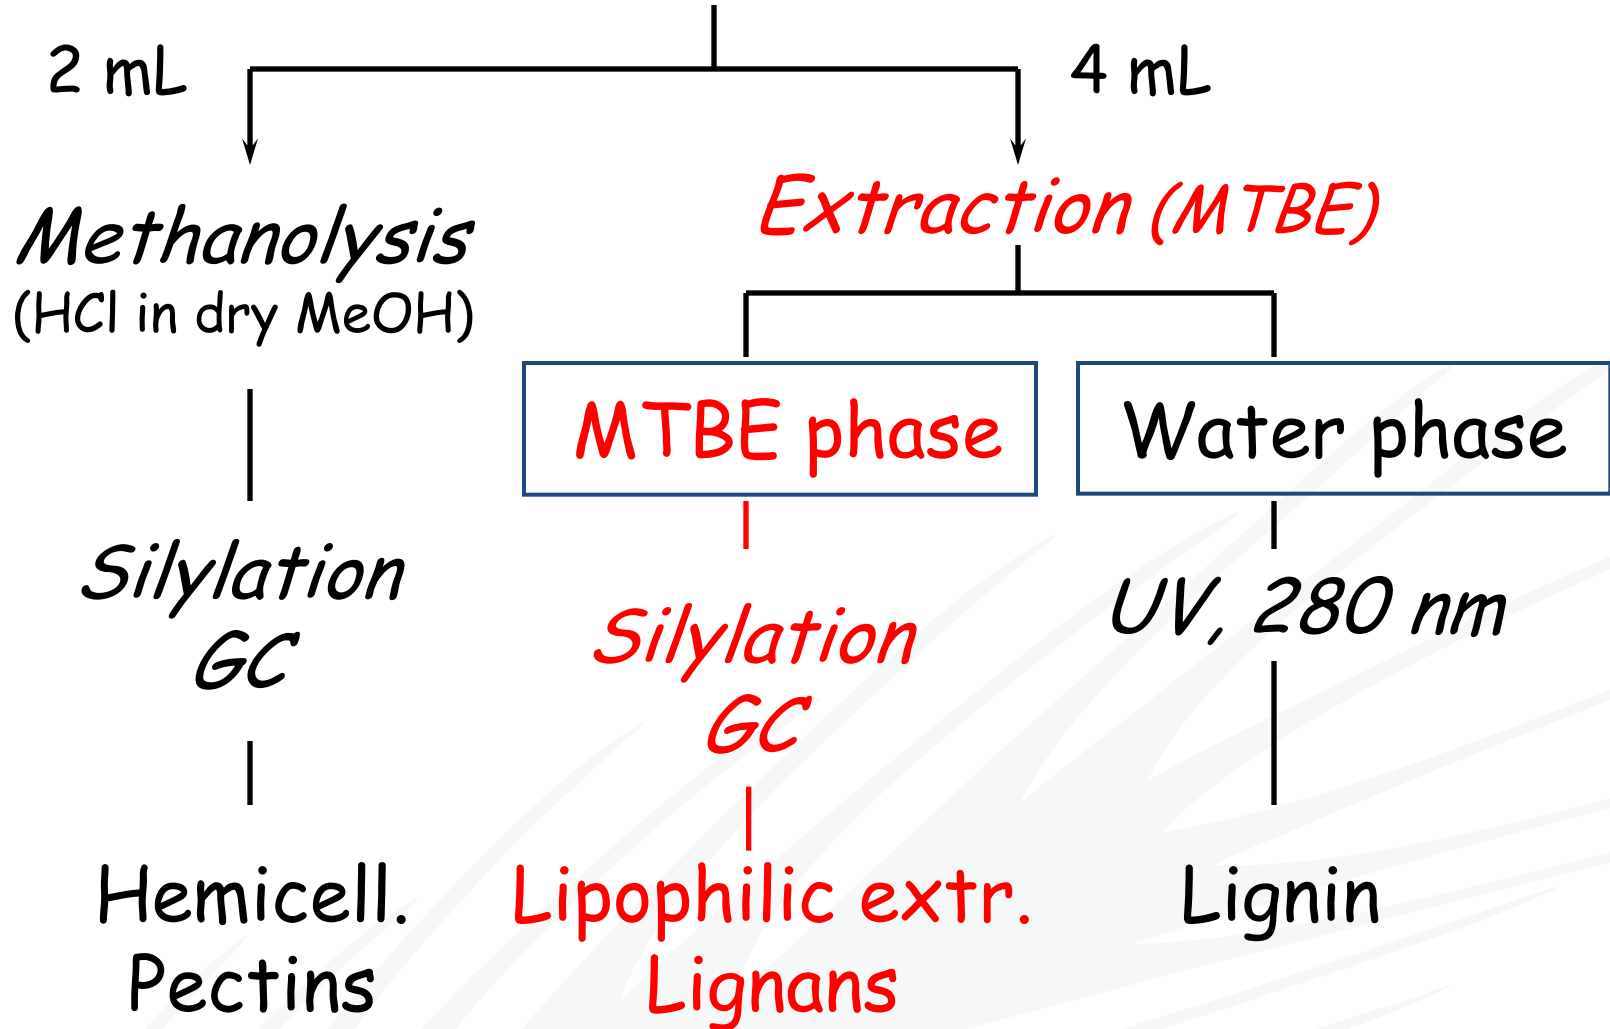 2 mL
4 mL
Methanolysis
(HCl in dry MeOH)
Extraction (MTBE)
MTBE phase
Water phase
Silylation
GC
Silylation
GC
UV, 280 nm
Hemicell.
Pectins
Lipophilic extr.
Lignans
Lignin